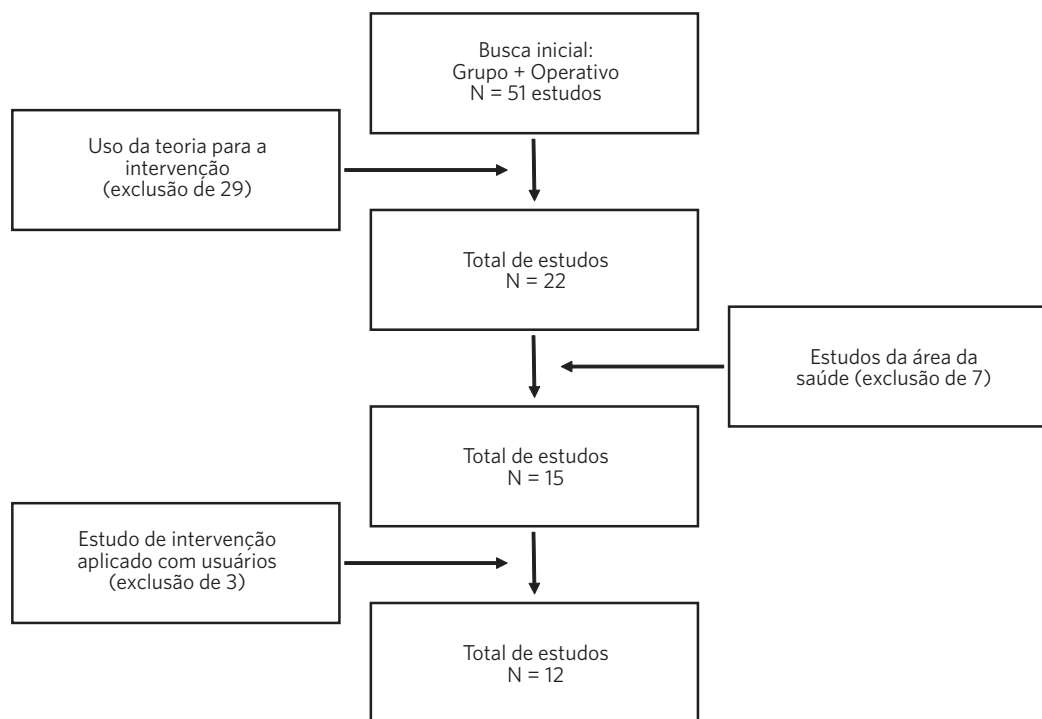 Busca inicial:
Grupo + Operativo
N = 51 estudos
Uso da teoria para a
intervenção
(exclusão de 29)
Total de estudos
N = 22
Estudos da área da
saúde (exclusão de 7)
Total de estudos
N = 15
Estudo de intervenção
aplicado com usuários
(exclusão de 3)
Total de estudos
N = 12